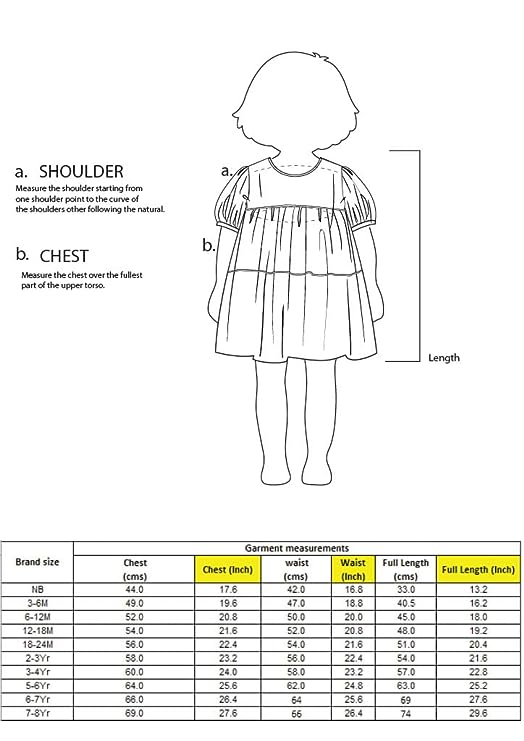 a. SHOULDER
Measure the shoulder starting from
one shoulder point to the curve of
the shoulders other following the natural.
a.
b. CHEST
Measure the chest over the fullest
part of the upper torso.
b.
Length
Brand size Garment measurements
Chest (cms) Chest (Inch) waist (cms) Waist (Inch) Full Length (cms) Full Length (Inch)
NB 44.0 17.6 42.0 16.8 33.0 13.2
3-6M 49.0 19.6 47.0 18.8 40.5 16.2
6-12M 52.0 20.8 50.0 20.0 45.0 18.0
12-18M 54.0 21.6 52.0 20.8 48.0 19.2
18-24M 56.0 22.4 54.0 21.6 51.0 20.4
2-3Yr 58.0 23.2 56.0 22.4 54.0 21.6
3-4Yr 60.0 24.0 58.0 23.2 57.0 22.8
5-6Yr 64.0 25.6 62.0 24.8 63.0 25.2
6-7Yr 66.0 26.4 64 25.6 69 27.6
7-8Yr 69.0 27.6 66 26.4 74 29.6